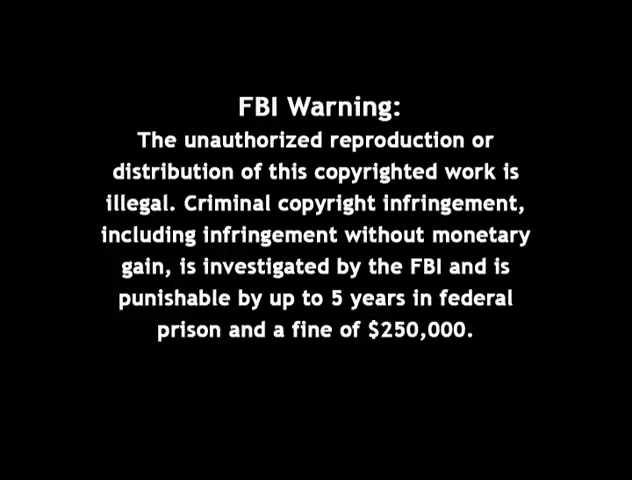 FBI Warning:
The unauthorized reproduction or
distribution of this copyrighted work is
illegal. Criminal copyright infringement,
including infringement without monetary
gain, is investigated by the FBI and is
punishable by up to 5 years in federal
prison and a fine of $250,000.